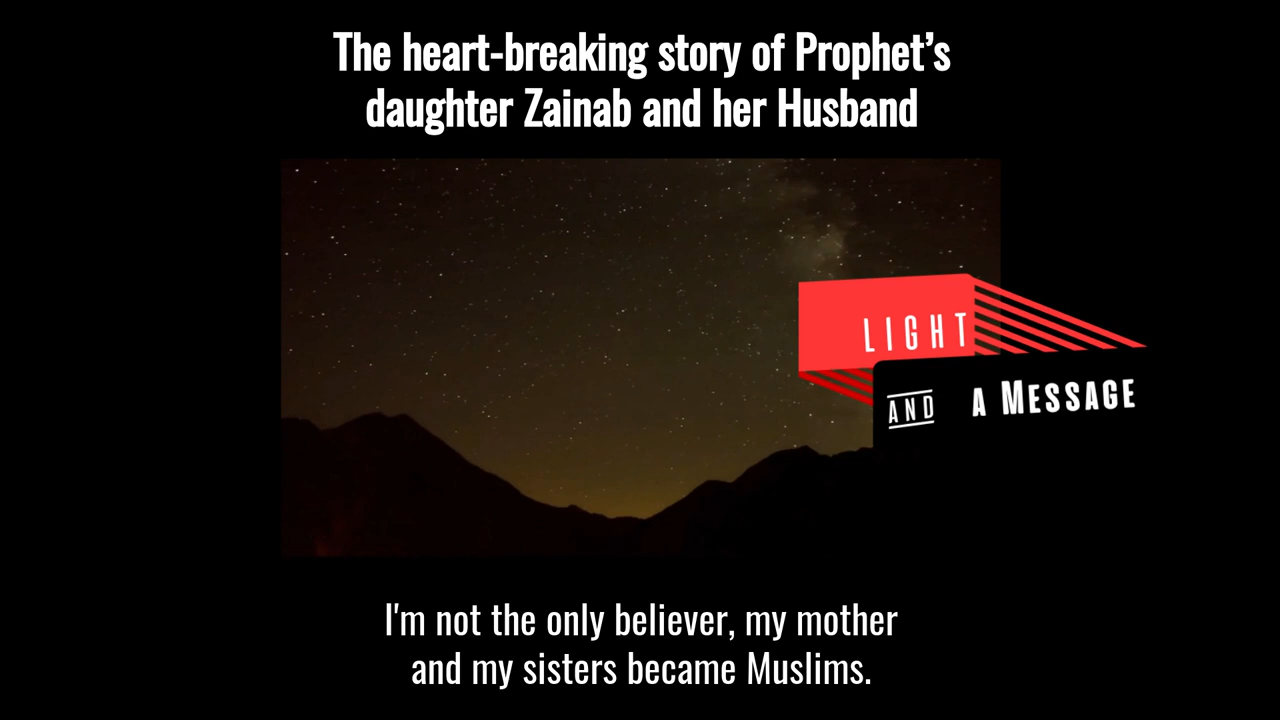 The heart-breaking story of Prophet’s
daughter Zainab and her Husband
LIGHT
AND a MESSAGE
I'm not the only believer, my mother
and my sisters became Muslims.